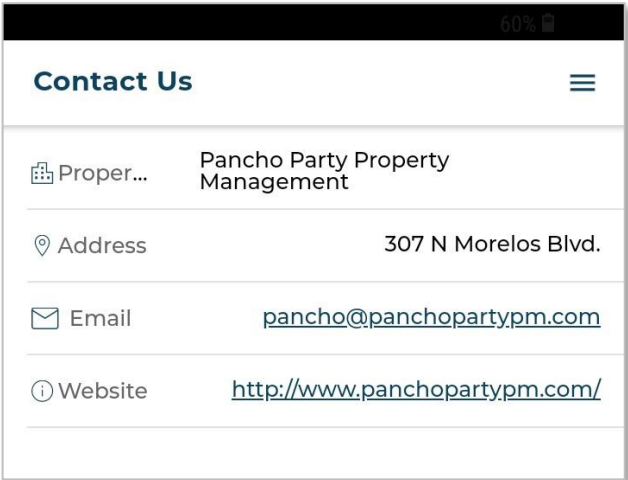 60%
Contact Us
Proper...
Pancho Party Property
Management
Address
307 N Morelos Blvd.
Email
pancho@panchopartypm.com
Website
http://www.panchopartypm.com/